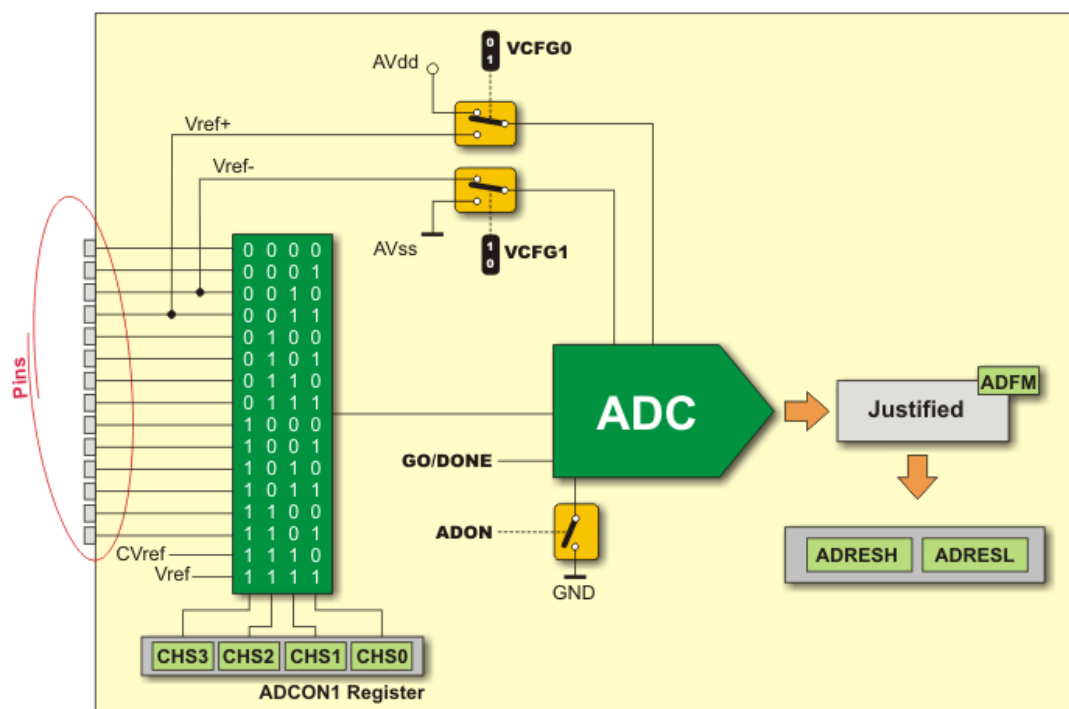 0
1
VCFG0
AVdd
Vref+
Vref-
AVss
1
0
VCFG1
Pins
0 0 0 0
0 0 0 1
0 0 1 0
0 0 1 1
0 1 0 0
0 1 0 1
0 1 1 0
0 1 1 1
1 0 0 0
1 0 0 1
1 0 1 0
1 0 1 1
1 1 0 0
1 1 0 1
CVref 1 1 1 0
Vref 1 1 1 1
CHS3 CHS2 CHS1 CHS0
ADCON1 Register
ADC
GO/DONE
ADON
GND
ADFM
Justified
ADRESH ADRESL